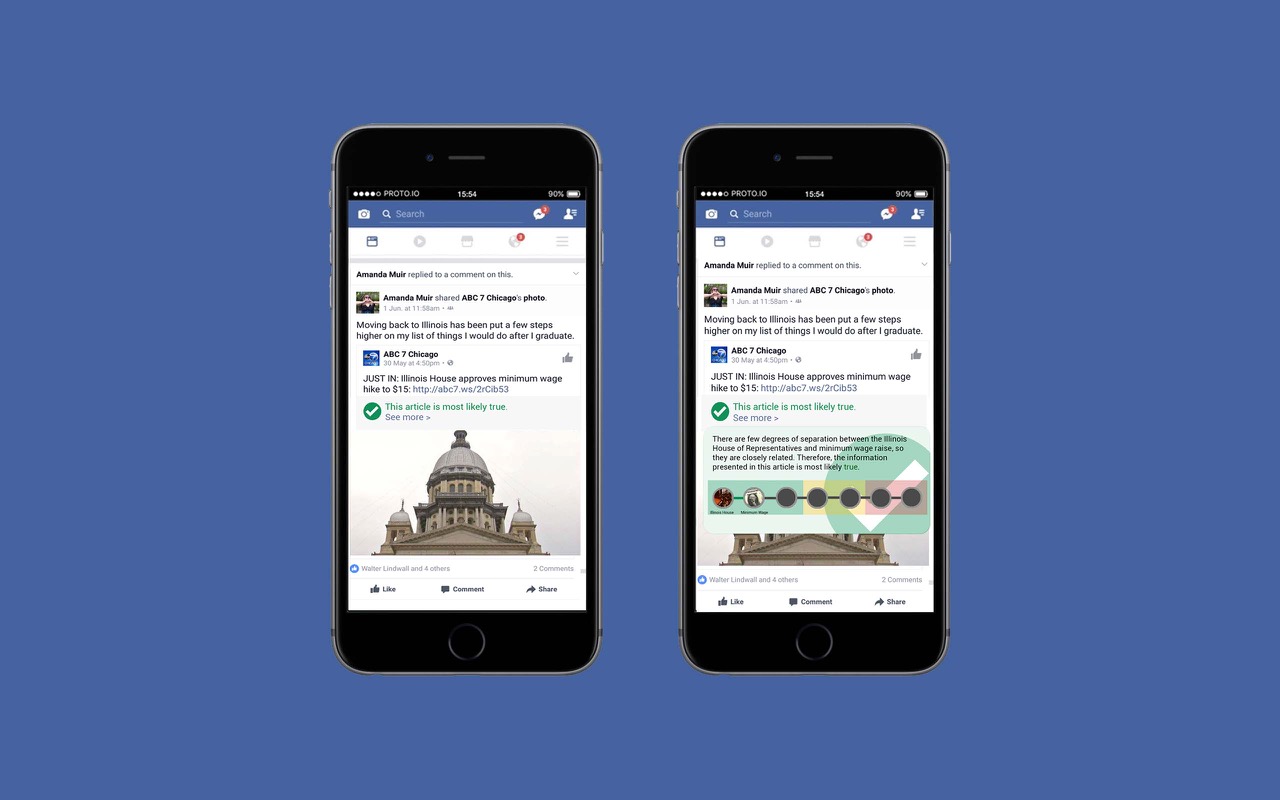 ●●●●○ PROTO.IO 15:54 90%
Search 3
3
Amanda Muir replied to a comment on this.
Amanda Muir shared ABC 7 Chicago's photo.
1 Jun. at 11:58am •
Moving back to Illinois has been put a few steps
higher on my list of things I would do after I graduate.
ABC 7 Chicago
30 May at 4:50pm •
JUST IN: Illinois House approves minimum wage
hike to $15: http://abc7.ws/2rCib53
This article is most likely true.
See more >
Walter Lindwall and 4 others 2 Comments
Like Comment Share
●●●●○ PROTO.IO 15:54 90%
Search 3
3
Amanda Muir replied to a comment on this.
Amanda Muir shared ABC 7 Chicago's photo.
1 Jun. at 11:58am •
Moving back to Illinois has been put a few steps
higher on my list of things I would do after I graduate.
ABC 7 Chicago
30 May at 4:50pm •
JUST IN: Illinois House approves minimum wage
hike to $15: http://abc7.ws/2rCib53
This article is most likely true.
See more >
There are few degrees of separation between the Illinois
House of Representatives and minimum wage raise, so
they are closely related. Therefore, the information
presented in this article is most likely true.
Illinois House Minimum Wage
Walter Lindwall and 4 others 2 Comments
Like Comment Share